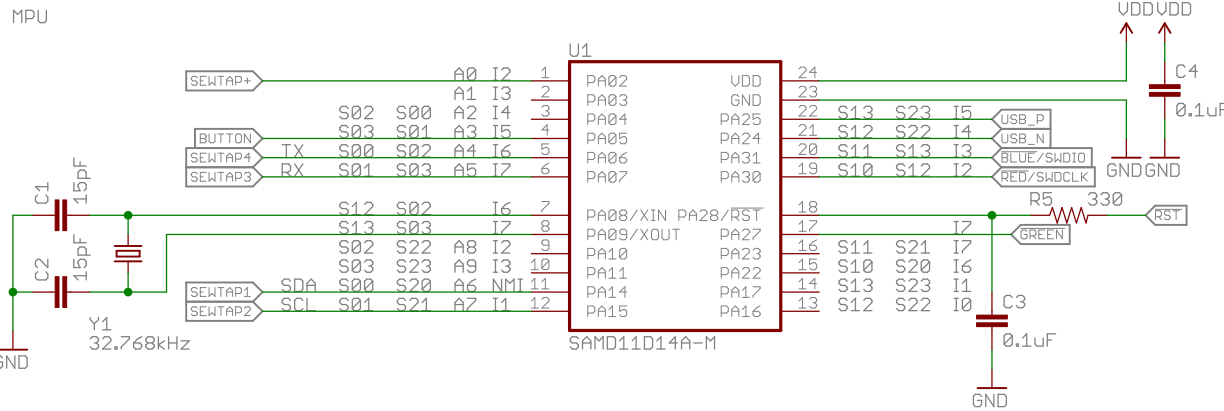 MPU
VDD VDD
U1
SEWTAP+ A0 I2 1 PA02 VDD 24
A1 I3 2 PA03 GND 23
C4
0.1uF
S02 S00 A2 I4 3 PA04 PA25 22 S13 S23 I5 USB_P
BUTTON S03 S01 A3 I5 4 PA05 PA24 21 S12 S22 I4 USB_N
SEWTAP4 TX S00 S02 A4 I6 5 PA06 PA31 20 S11 S13 I3 BLUE/SWDIO
SEWTAP3 RX S01 S03 A5 I7 6 PA07 PA30 19 S10 S12 I2 RED/SWDCLK
GND GND
C1 15pF
R5 330
S12 S02 I6 7 PA08/XIN PA28/RST 18 RST
S13 S03 I7 8 PA09/XOUT PA27 17 I7 GREEN
S02 S22 A8 I2 9 PA10 PA23 16 S11 S21 I7
C2 15pF
S03 S23 A9 I3 10 PA11 PA22 15 S10 S20 I6
SEWTAP1 SDA S00 S20 A6 NMI 11 PA14 PA17 14 S13 S23 I1
SEWTAP2 SCL S01 S21 A7 I1 12 PA15 PA16 13 S12 S22 I0
C3
0.1uF
Y1
32.768kHz
SAMD11D14A-M
GND
GND